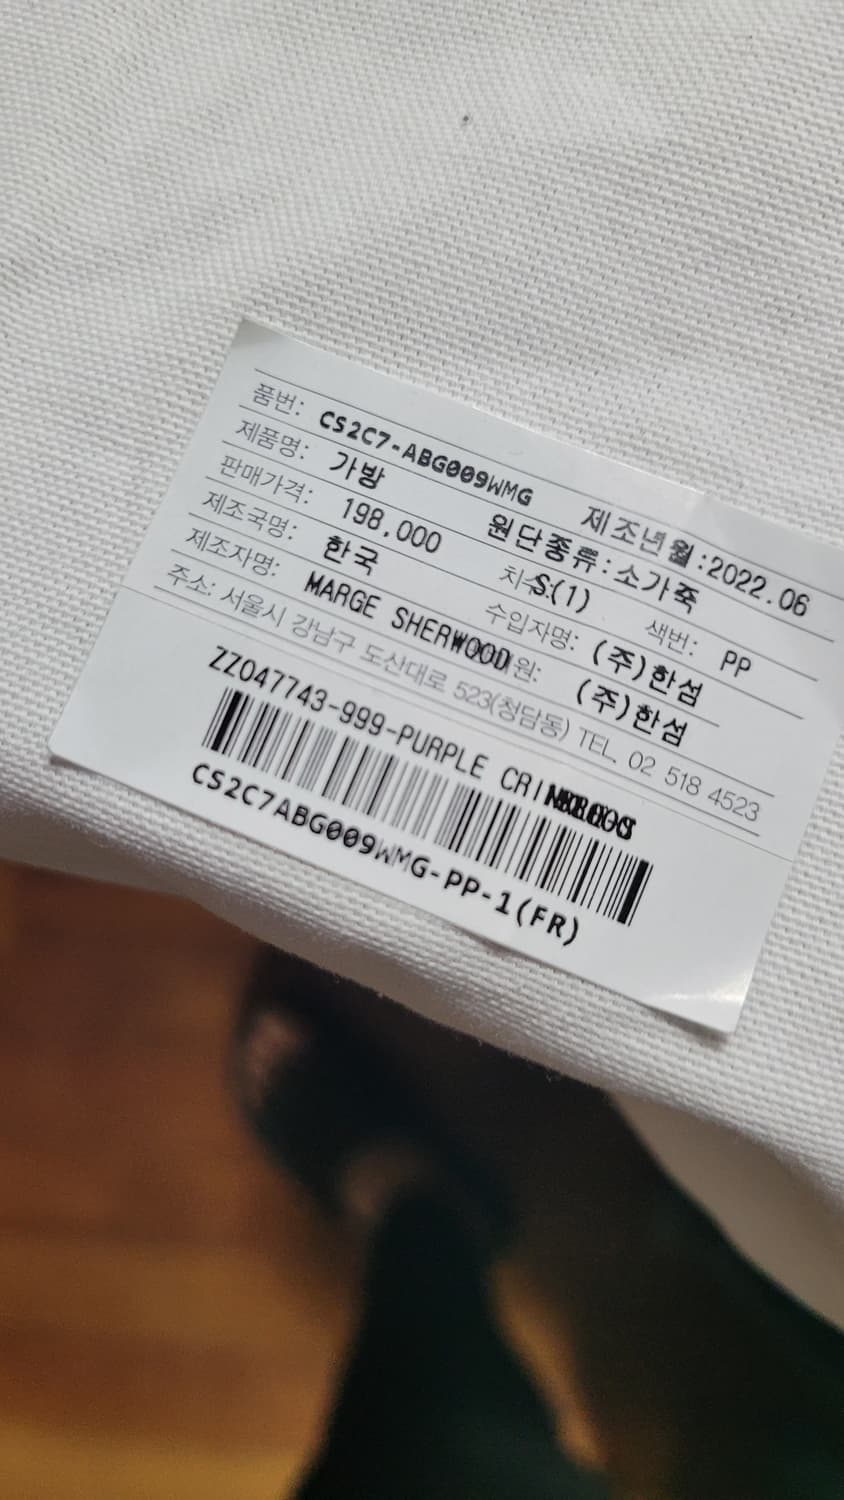 품번: CS2C7-ABG009WMG 제조년월:2022.06
제품명: 가방 원단종류:소가죽
판매가격: 198,000 치수: S(1) 색번: PP
제조국명: 한국 수입자명: (주)한섬
제조자명: MARGE SHERWOOD 원: (주)한섬
주소: 서울시 강남구 도산대로 523(청담동) TEL. 02 518 4523
ZZ047743-999-PURPLE
CS2C7ABG009WMG-PP-1(FR)